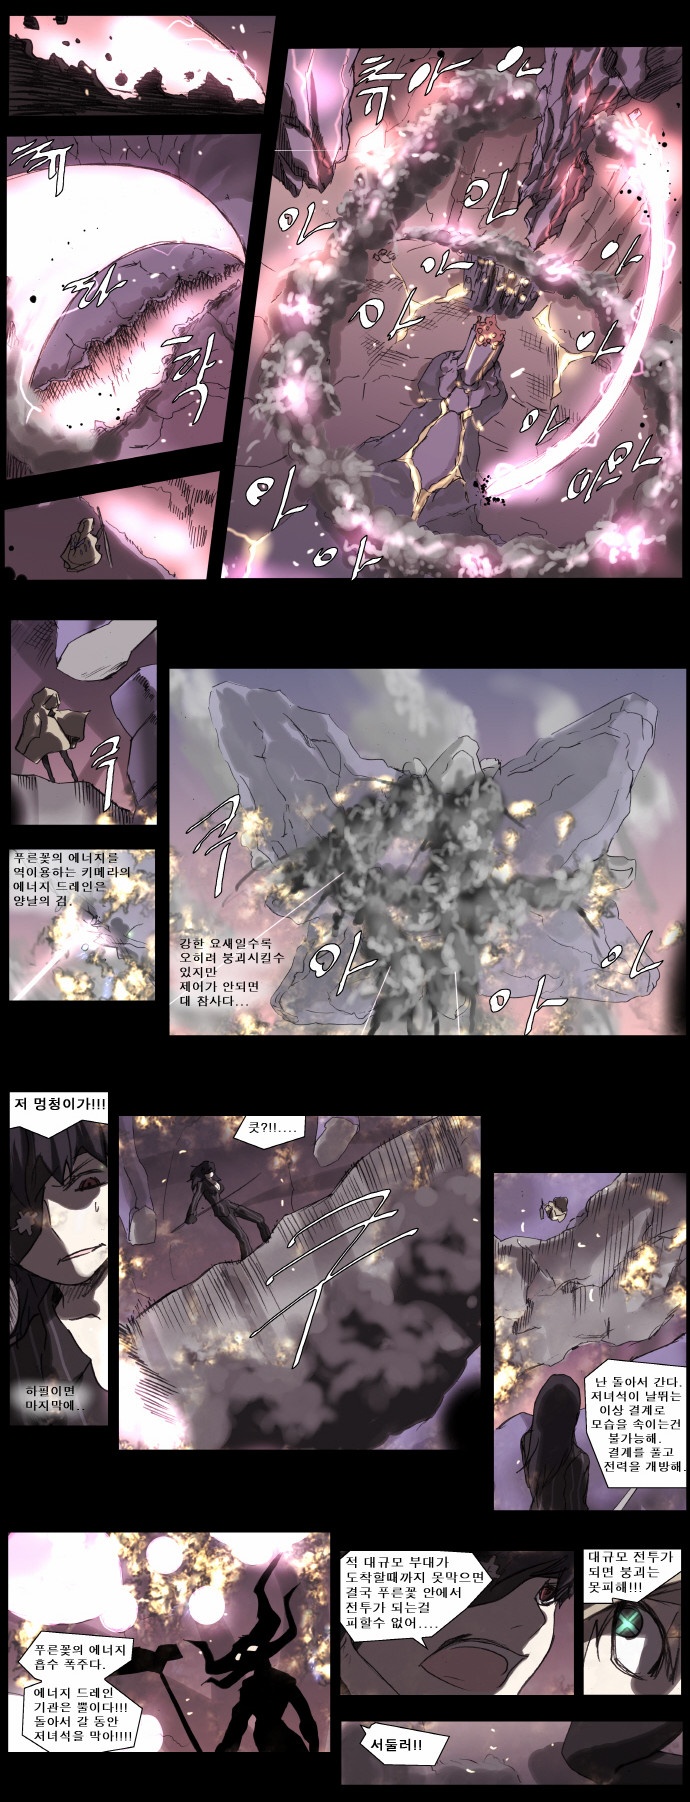 츄아아
아
아
아
아
아
아
아
아아아
아
아
아
츄
콰
학
쿠
푸른꽃의 에너지를
역이용하는 키메라의
에너지 드레인은
양날의 검.
쿠
강한 요새일수록
오히려 붕괴시킬수
있지만
제어가 안되면
대 참사다...
아
아
아
아
저 멍청이가!!!
하필이면
마지막에..
큿?!!....
쿠
난 돌아서 간다.
저녀석이 날뛰는
이상 결계로
모습을 속이는건
불가능해.
결계를 풀고
전력을 개방해.
푸른꽃의 에너지
흡수 폭주다.
에너지 드레인
기관은 뿔이다!!!
돌아서 갈 동안
저녀석을 막아!!!!
적 대규모 부대가
도착할때까지 못막으면
결국 푸른꽃 안에서
전투가 되는걸
피할수 없어....
대규모 전투가
되면 붕괴는
못피해!!!
서둘러!!